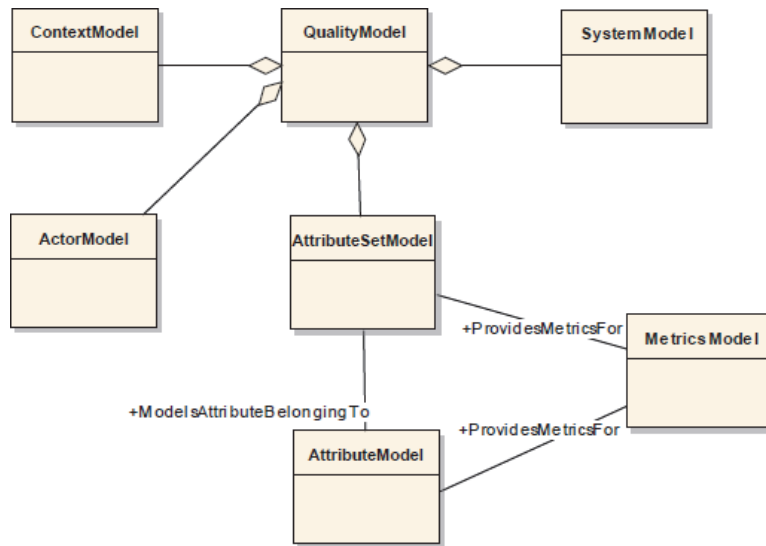 ContextModel
QualityModel
SystemModel
ActorModel
AttributeSetModel
+ProvidesMetricsFor
MetricsModel
+ModelsAttributeBelongingTo
+ProvidesMetricsFor
AttributeModel